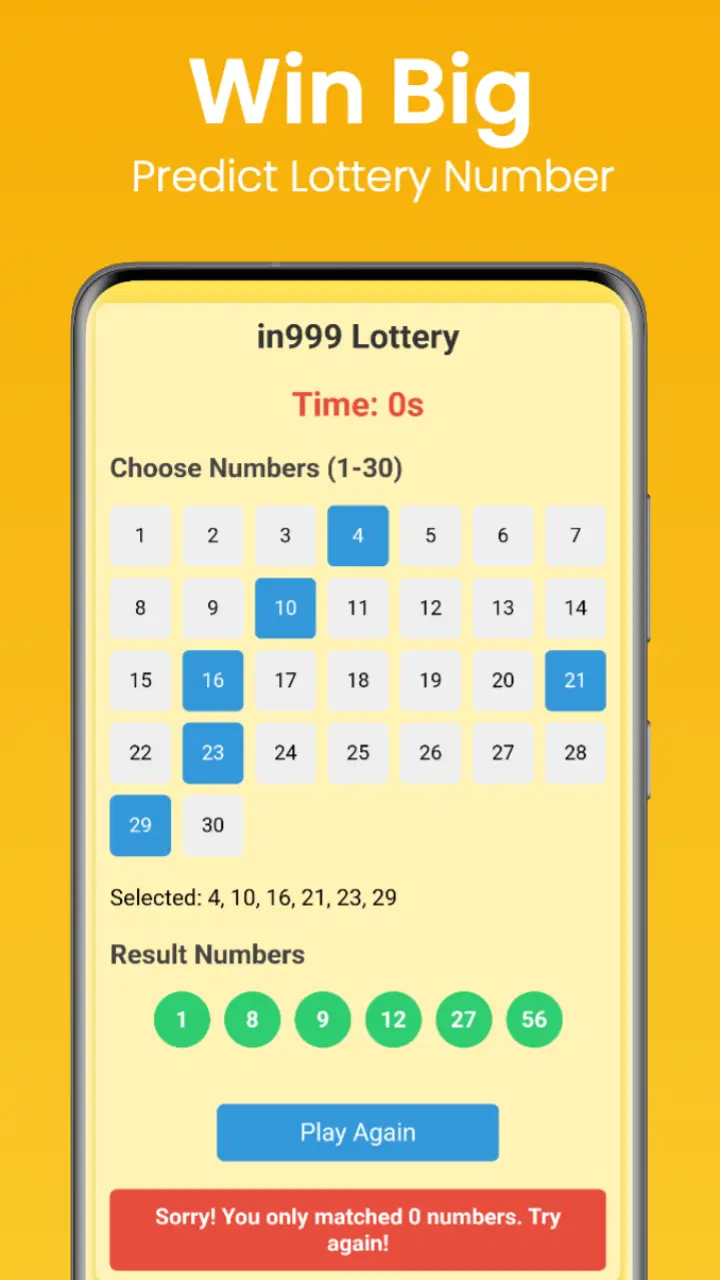 Win Big
Predict Lottery Number
in999 Lottery
Time: 0s
Choose Numbers (1-30)
1 2 3 4 5 6 7
8 9 10 11 12 13 14
15 16 17 18 19 20 21
22 23 24 25 26 27 28
29 30
Selected: 4, 10, 16, 21, 23, 29
Result Numbers
1 8 9 12 27 56
Play Again
Sorry! You only matched 0 numbers. Try
again!